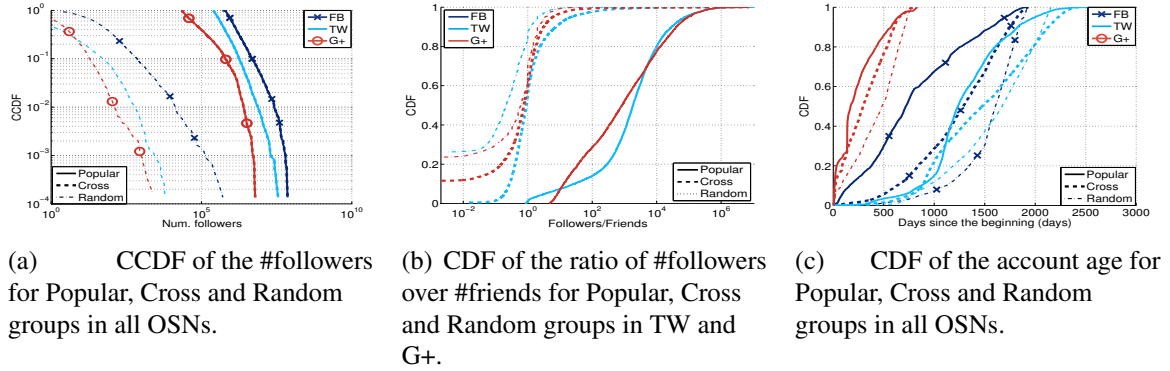 10^0
10^-1
10^-2
10^-3
10^-4
CCDF
10^0
10^5
10^10
Num. followers
FB
TW
G+
Popular
Cross
Random
1
0.8
0.6
0.4
0.2
0
CDF
10^-2
10^0
10^2
10^4
10^6
Followers/Friends
FB
TW
G+
Popular
Cross
Random
1
0.8
0.6
0.4
0.2
0
CDF
0
500
1000
1500
2000
2500
3000
Days since the beginning (days)
FB
TW
G+
Popular
Cross
Random
(a) CCDF of the #followers
for Popular, Cross and Random
groups in all OSNs.
(b) CDF of the ratio of #followers
over #friends for Popular, Cross
and Random groups in TW and
G+.
(c) CDF of the account age for
Popular, Cross and Random
groups in all OSNs.